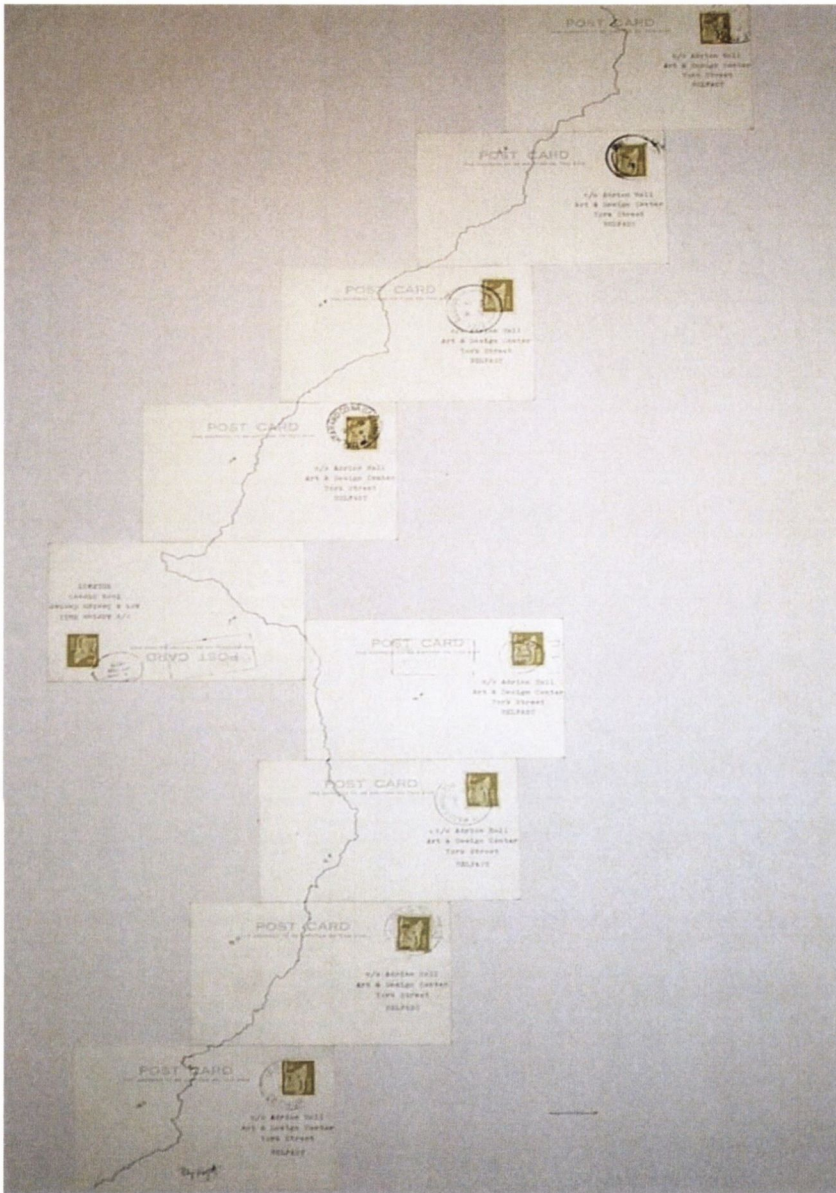 POST CARD
c/o Adrian Hall
Art & Design Center
York Street
BELFAST
POST CARD
c/o Adrian Hall
Art & Design Center
York Street
BELFAST
POST CARD
c/o Adrian Hall
Art & Design Center
York Street
BELFAST
POST CARD
c/o Adrian Hall
Art & Design Center
York Street
BELFAST
POST CARD
c/o Adrian Hall
Art & Design Center
York Street
BELFAST
POST CARD
c/o Adrian Hall
Art & Design Center
York Street
BELFAST
POST CARD
c/o Adrian Hall
Art & Design Center
York Street
BELFAST
POST CARD
c/o Adrian Hall
Art & Design Center
York Street
BELFAST
POST CARD
c/o Adrian Hall
Art & Design Center
York Street
BELFAST